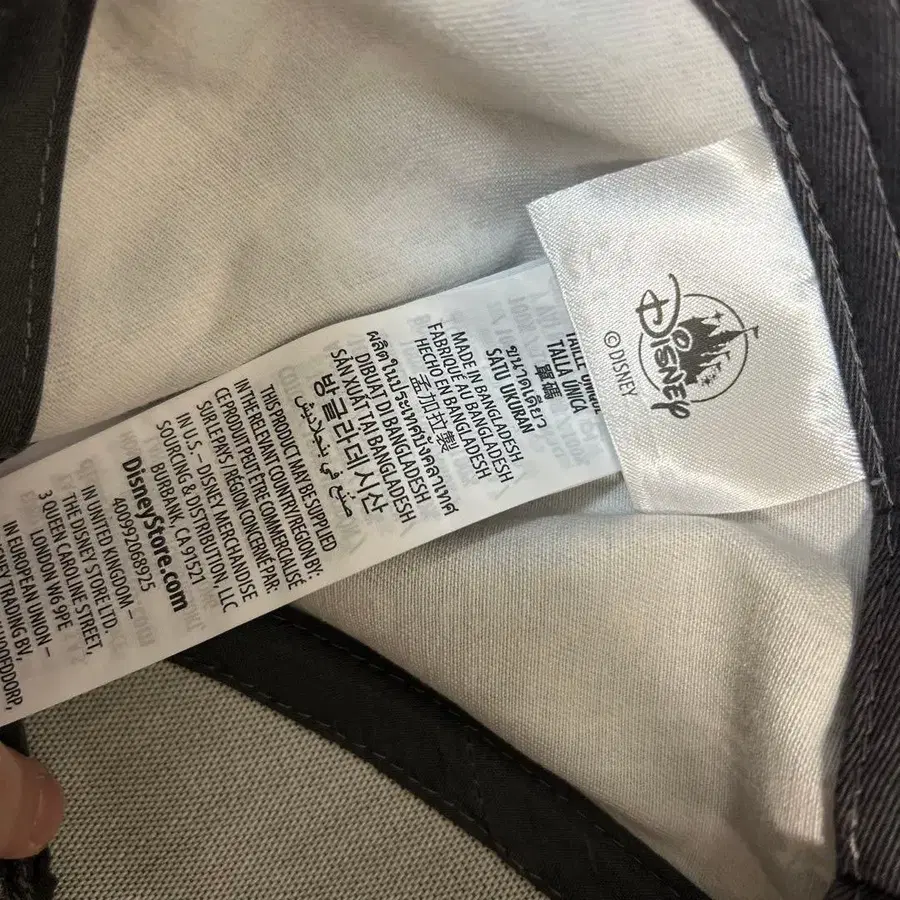 Disney
©DISNEY
TAILLE UNIQUE
TALLA ÚNICA
單碼
ขนาดเดียว
SATU UKURAN
MADE IN BANGLADESH
FABRIQUÉ AU BANGLADESH
HECHO EN BANGLADESH
孟加拉製
ผลิตในประเทศบังคลาเทศ
DIBUAT DI BANGLADESH
SẢN XUẤT TẠI BANGLADESH
방글라데시산
صنع في بنجلاديش
THIS PRODUCT MAY BE SUPPLIED
IN THE RELEVANT COUNTRY/REGION BY:
CE PRODUIT PEUT ÊTRE COMMERCIALISÉ
SUR LE PAYS / RÉGION CONCERNÉ PAR:
IN U.S. – DISNEY MERCHANDISE
SOURCING & DISTRIBUTION, LLC
BURBANK, CA 91521
DisneyStore.com
400992068925
IN UNITED KINGDOM –
THE DISNEY STORE LTD.
3 QUEEN CAROLINE STREET,
LONDON W6 9PE
IN EUROPEAN UNION –
TRADING BV,